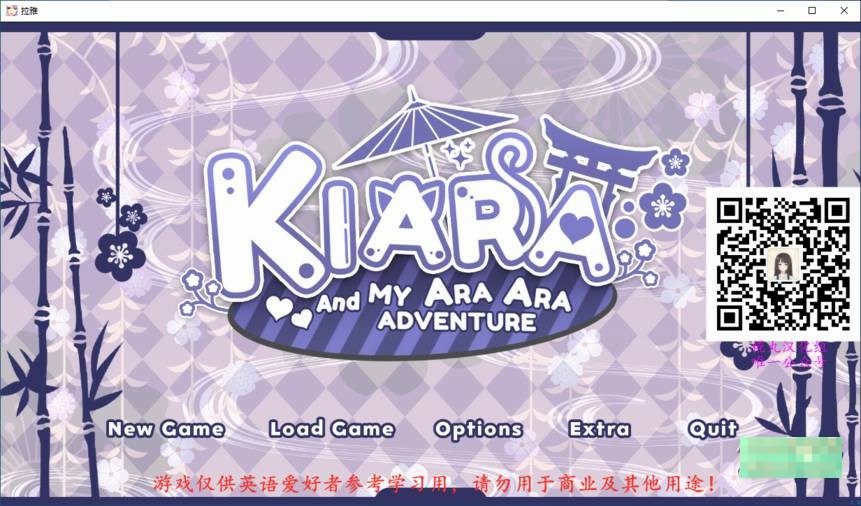 拉雅
KIARA
And My Ara Ara
ADVENTURE
New Game Load Game Options Extra Quit
游戏仅供英语爱好者参考学习用，请勿用于商业及其他用途！